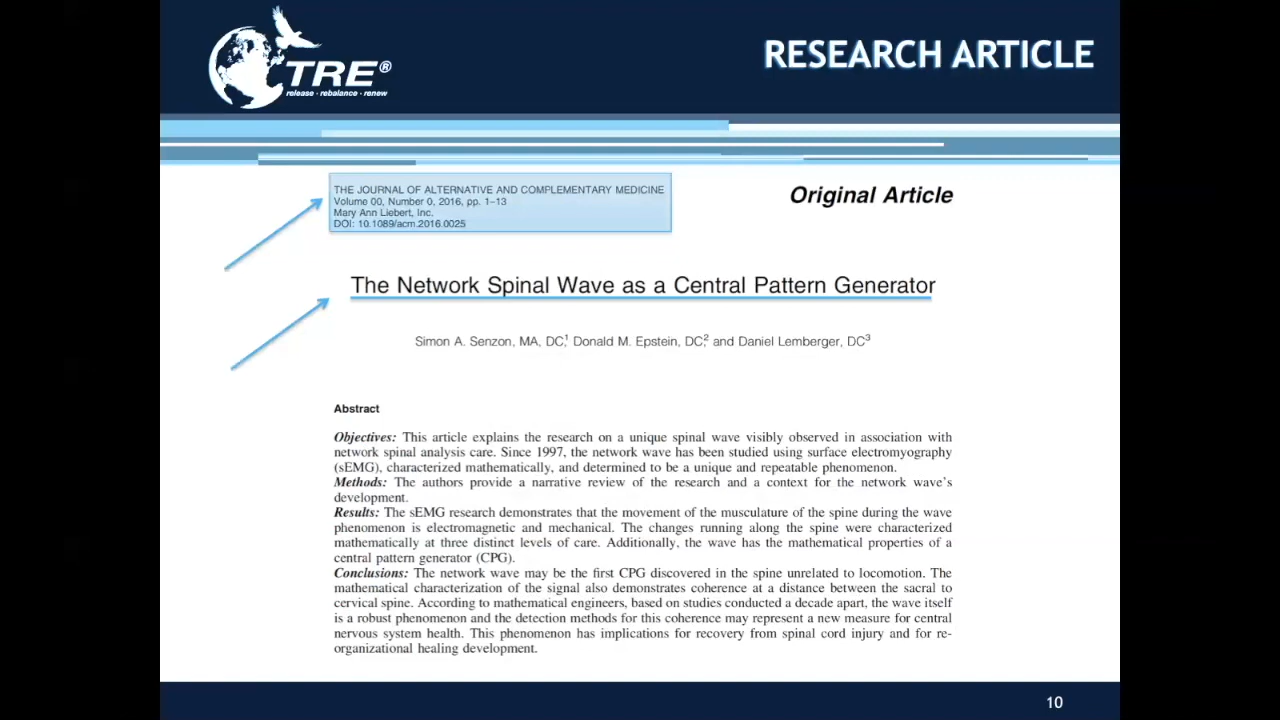 TRE®
release · rebalance · renew
RESEARCH ARTICLE
THE JOURNAL OF ALTERNATIVE AND COMPLEMENTARY MEDICINE
Volume 00, Number 0, 2016, pp. 1–13
Mary Ann Liebert, Inc.
DOI: 10.1089/acm.2016.0025
Original Article
The Network Spinal Wave as a Central Pattern Generator
Simon A. Senzon, MA, DC,1 Donald M. Epstein, DC,2 and Daniel Lemberger, DC3
Abstract
Objectives: This article explains the research on a unique spinal wave visibly observed in association with
network spinal analysis care. Since 1997, the network wave has been studied using surface electromyography
(sEMG), characterized mathematically, and determined to be a unique and repeatable phenomenon.
Methods: The authors provide a narrative review of the research and a context for the network wave's
development.
Results: The sEMG research demonstrates that the movement of the musculature of the spine during the wave
phenomenon is electromagnetic and mechanical. The changes running along the spine were characterized
mathematically at three distinct levels of care. Additionally, the wave has the mathematical properties of a
central pattern generator (CPG).
Conclusions: The network wave may be the first CPG discovered in the spine unrelated to locomotion. The
mathematical characterization of the signal also demonstrates coherence at a distance between the sacral to
cervical spine. According to mathematical engineers, based on studies conducted a decade apart, the wave itself
is a robust phenomenon and the detection methods for this coherence may represent a new measure for central
nervous system health. This phenomenon has implications for recovery from spinal cord injury and for re-
organizational healing development.
10